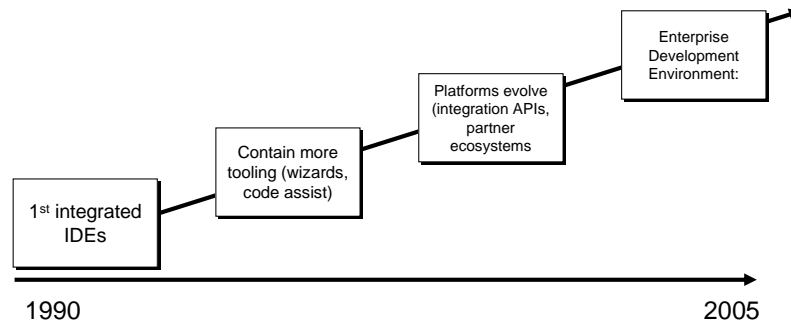 Enterprise
Development
Environment:
Platforms evolve
(integration APIs,
partner
ecosystems
Contain more
tooling (wizards,
code assist)
1st integrated
IDEs
1990
2005